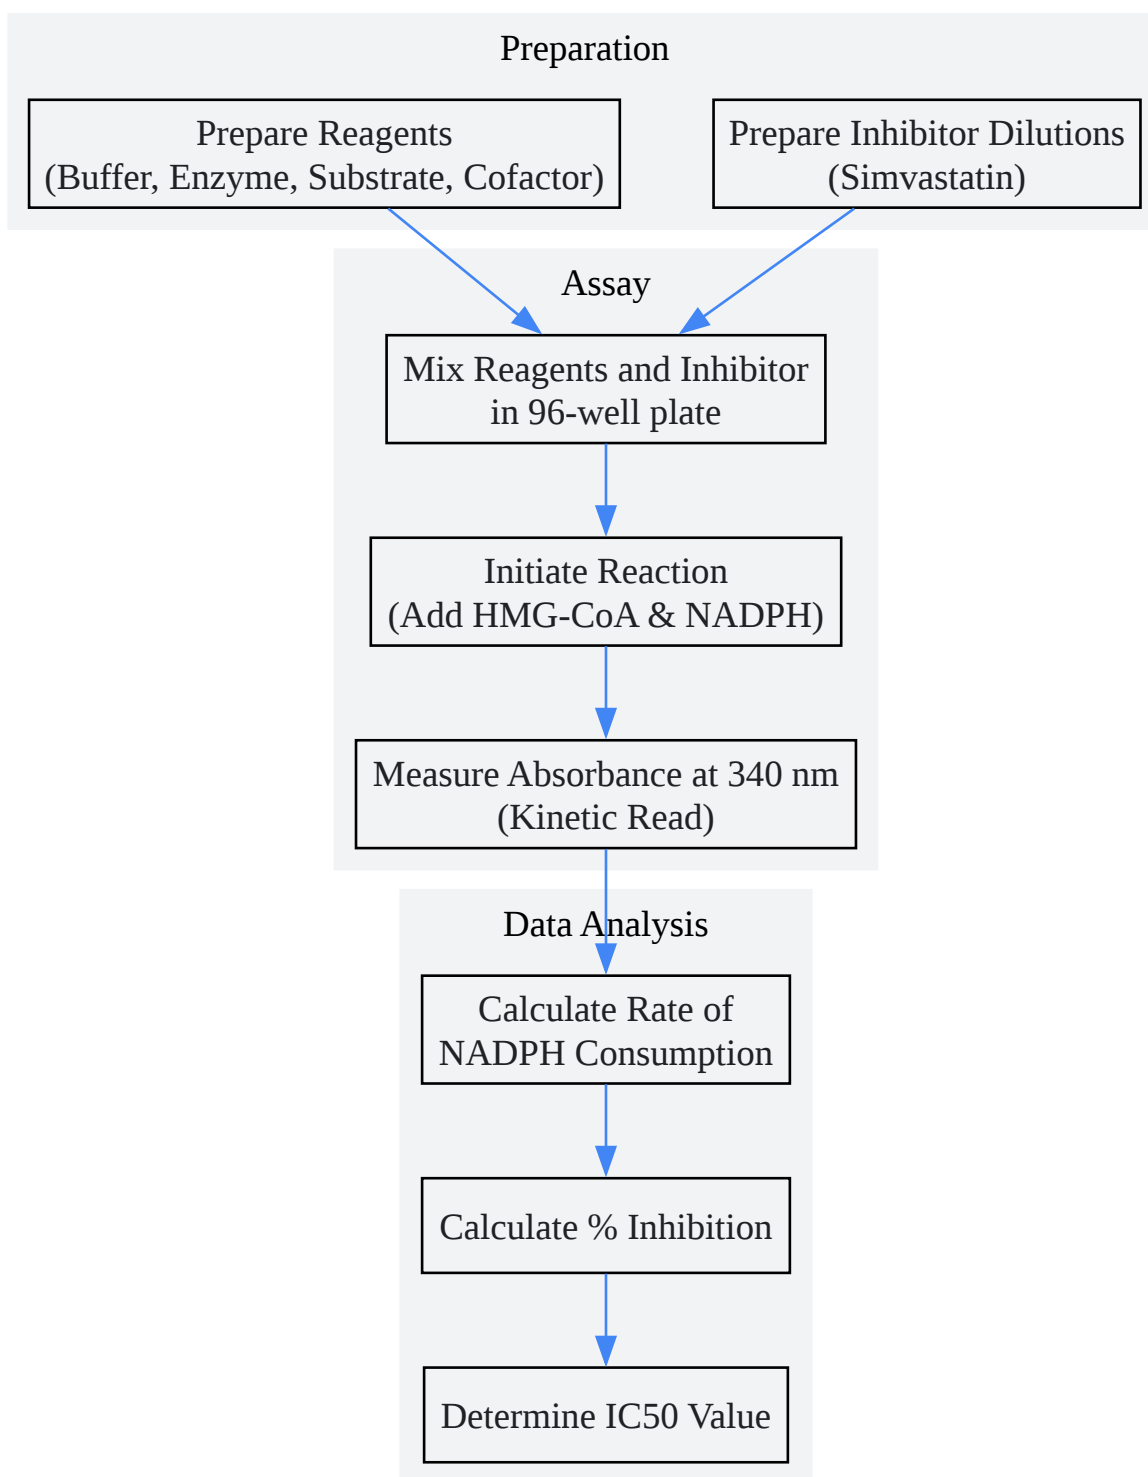 Preparation
Prepare Reagents
(Buffer, Enzyme, Substrate, Cofactor)
Prepare Inhibitor Dilutions
(Simvastatin)
Assay
Mix Reagents and Inhibitor
in 96-well plate
Initiate Reaction
(Add HMG-CoA & NADPH)
Measure Absorbance at 340 nm
(Kinetic Read)
Data Analysis
Calculate Rate of
NADPH Consumption
Calculate % Inhibition
Determine IC50 Value